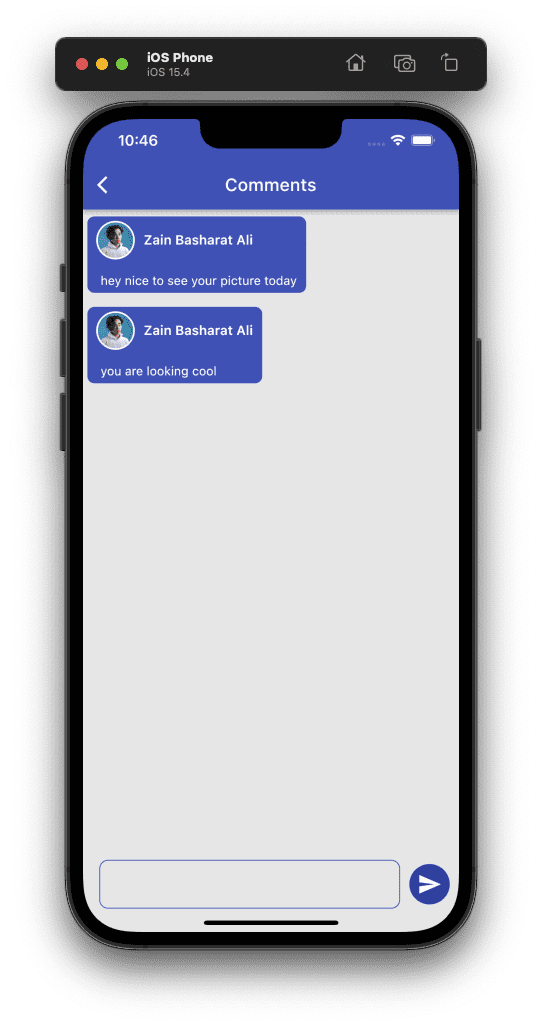 iOS Phone
iOS 15.4
10:46
Comments
Zain Basharat Ali
hey nice to see your picture today
Zain Basharat Ali
you are looking cool